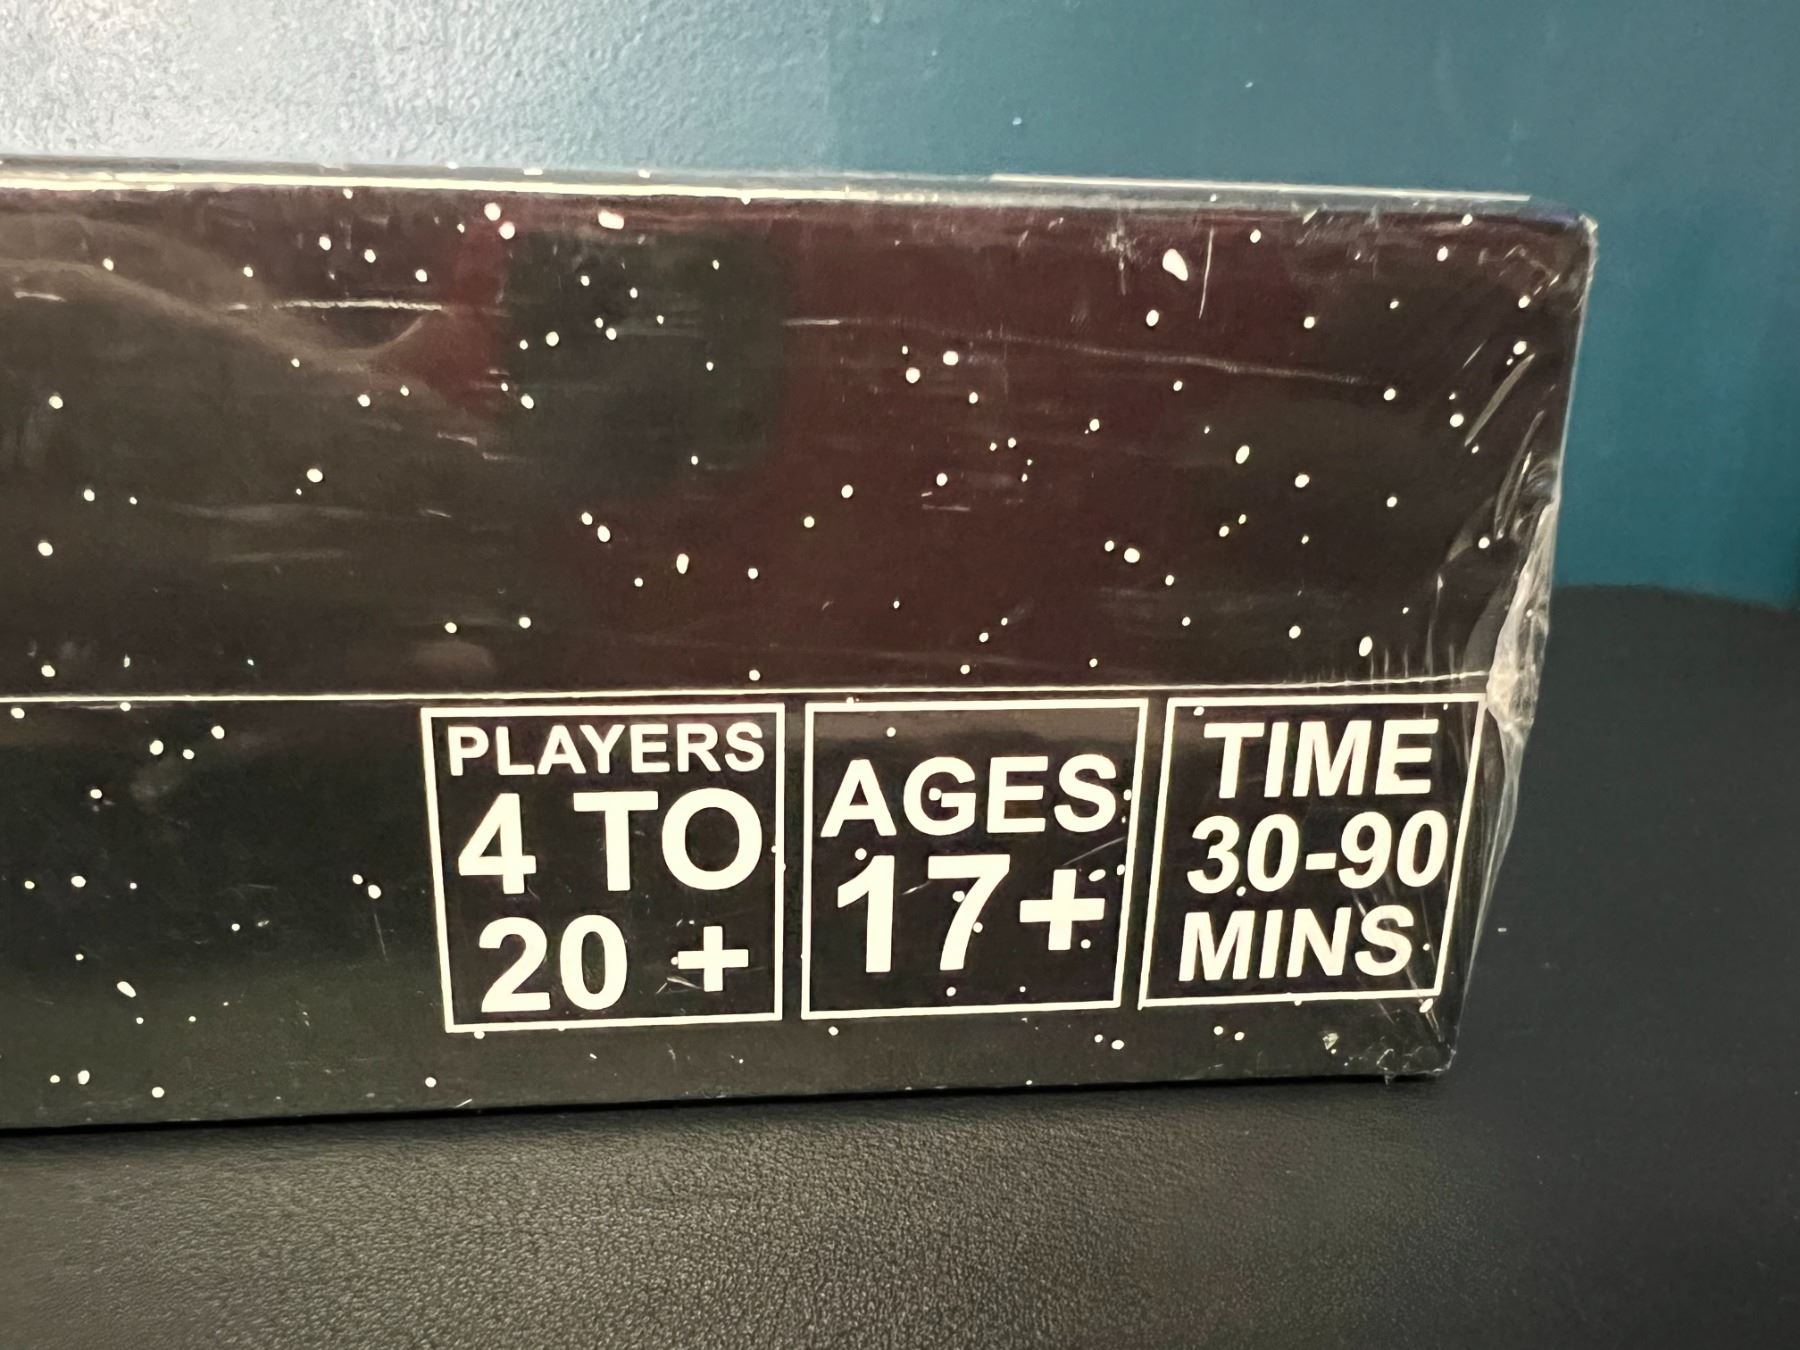 PLAYERS
4 TO
20 +
AGES
17+
TIME
30-90
MINS